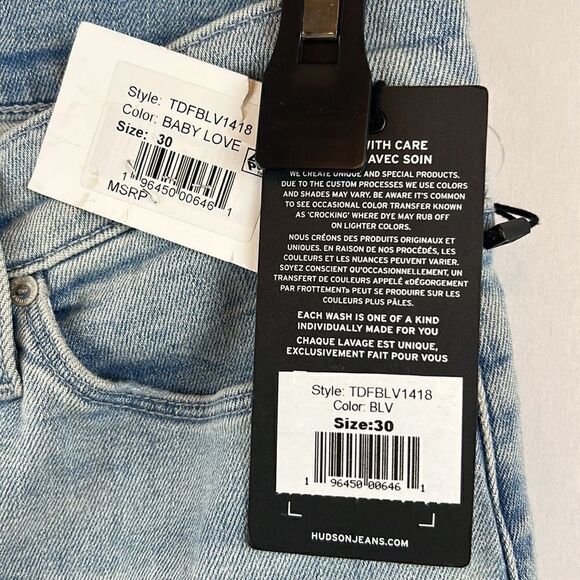 Style: TDFBLV1418
Color: BABY LOVE
Size: 30
1 96450 00646 1
MSRP
WITH CARE
AVEC SOIN
WE CREATE UNIQUE AND SPECIAL PRODUCTS.
DUE TO THE CUSTOM PROCESSES WE USE COLORS
AND SHADES MAY VARY. BE AWARE IT'S COMMON
TO SEE OCCASIONAL COLOR TRANSFER KNOWN
AS 'CROCKING' WHERE DYE MAY RUB OFF
ON LIGHTER COLORS.
NOUS CRÉONS DES PRODUITS ORIGINAUX ET
UNIQUES. EN RAISON DE NOS PROCÉDÉS, LES
COULEURS ET LES NUANCES PEUVENT VARIER.
SOYEZ CONSCIENT QU'OCCASIONNELLEMENT, UN
TRANSFERT DE COULEURS APPELÉ «DÉGORGEMENT
PAR FROTTEMENT» PEUT SE PRODUIRE SUR LES
COULEURS PLUS PÂLES.
EACH WASH IS ONE OF A KIND
INDIVIDUALLY MADE FOR YOU
CHAQUE LAVAGE EST UNIQUE,
EXCLUSIVEMENT FAIT POUR VOUS
Style: TDFBLV1418
Color: BLV
Size:30
1 96450 00646 1
HUDSONJEANS.COM